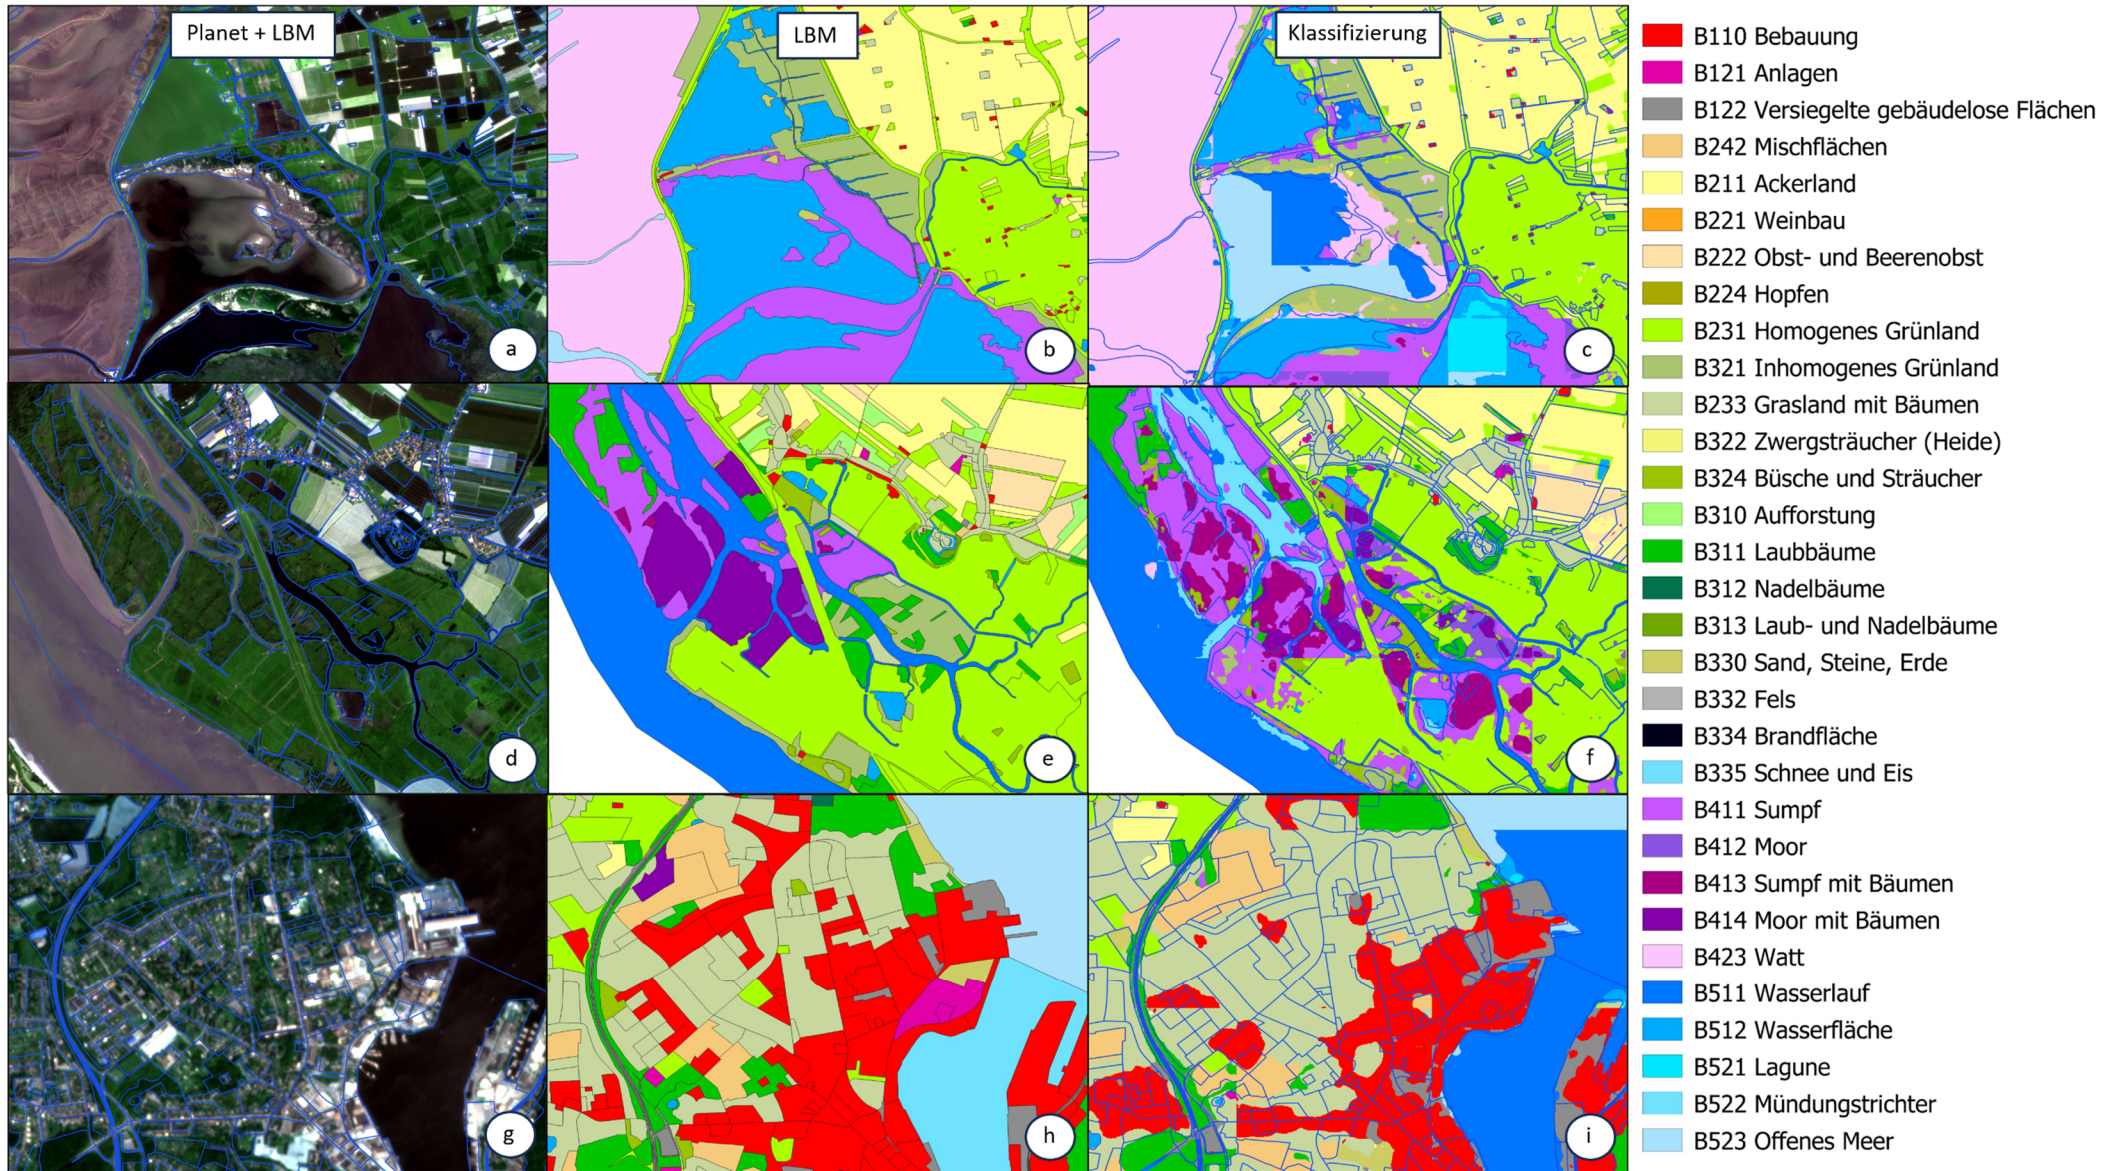 Planet + LBM
LBM
Klassifizierung
a
b
c
d
e
f
g
h
i
B110 Bebauung
B121 Anlagen
B122 Versiegelte gebäudelose Flächen
B242 Mischflächen
B211 Ackerland
B221 Weinbau
B222 Obst- und Beerenobst
B224 Hopfen
B231 Homogenes Grünland
B321 Inhomogenes Grünland
B233 Grasland mit Bäumen
B322 Zwergsträucher (Heide)
B324 Büsche und Sträucher
B310 Aufforstung
B311 Laubbäume
B312 Nadelbäume
B313 Laub- und Nadelbäume
B330 Sand, Steine, Erde
B332 Fels
B334 Brandfläche
B335 Schnee und Eis
B411 Sumpf
B412 Moor
B413 Sumpf mit Bäumen
B414 Moor mit Bäumen
B423 Watt
B511 Wasserlauf
B512 Wasserfläche
B521 Lagune
B522 Mündungstrichter
B523 Offenes Meer